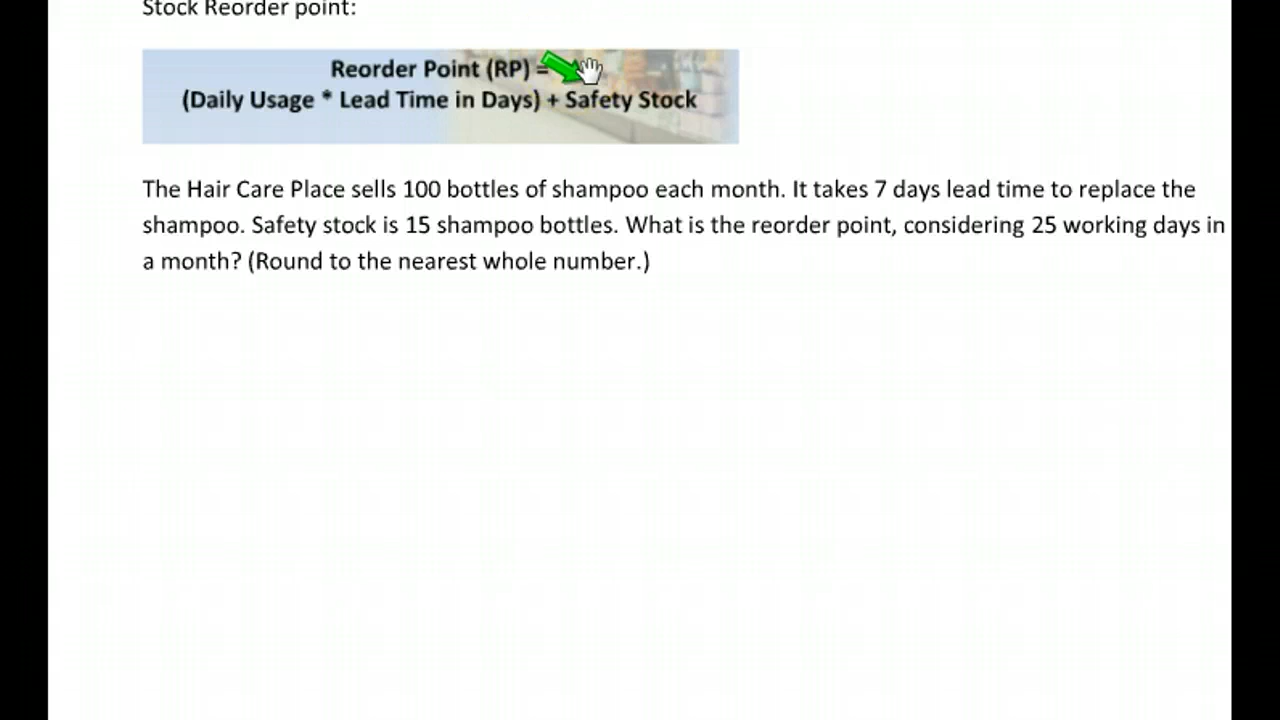 Stock Reorder point:
Reorder Point (RP) =
(Daily Usage * Lead Time in Days) + Safety Stock
The Hair Care Place sells 100 bottles of shampoo each month. It takes 7 days lead time to replace the
shampoo. Safety stock is 15 shampoo bottles. What is the reorder point, considering 25 working days in
a month? (Round to the nearest whole number.)